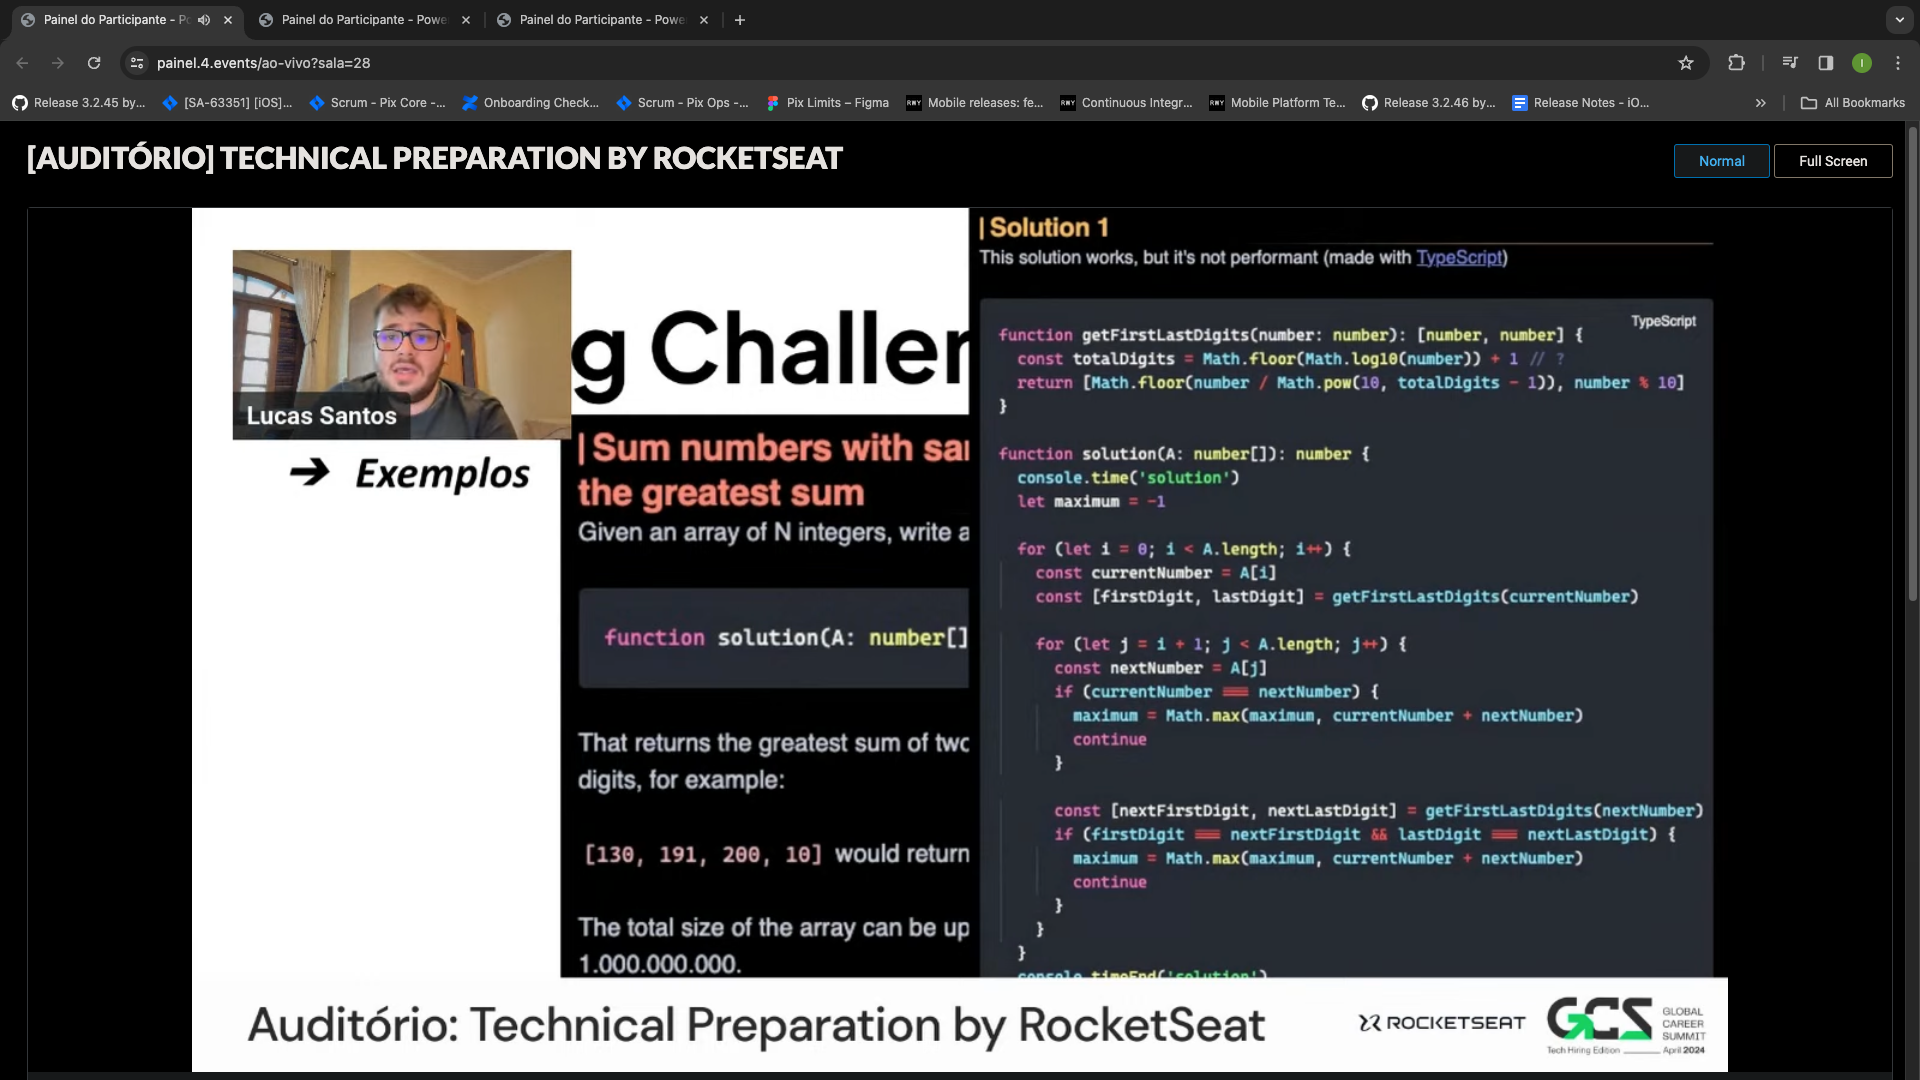 Painel do Participante - Po
Painel do Participante - Powe
Painel do Participante - Powe
painel.4.events/ao-vivo?sala=28
I
Release 3.2.45 by...
[SA-63351] [iOS]...
Scrum - Pix Core -...
Onboarding Check...
Scrum - Pix Ops -...
Pix Limits – Figma
Mobile releases: fe...
Continuous Integr...
Mobile Platform Te...
Release 3.2.46 by...
Release Notes - iO...
All Bookmarks
[AUDITÓRIO] TECHNICAL PREPARATION BY ROCKETSEAT
Normal
Full Screen
Lucas Santos
g Challen
➔ Exemplos
| Sum numbers with sa
the greatest sum
Given an array of N integers, write a
function solution(A: number[]
That returns the greatest sum of two
digits, for example:
[130, 191, 200, 10] would return
The total size of the array can be up
1.000.000.000.
| Solution 1
This solution works, but it's not performant (made with TypeScript)
TypeScript
function getFirstLastDigits(number: number): [number, number] {
const totalDigits = Math.floor(Math.log10(number)) + 1 // ?
return [Math.floor(number / Math.pow(10, totalDigits - 1)), number % 10]
}
function solution(A: number[]): number {
console.time('solution')
let maximum = -1
for (let i = 0; i < A.length; i++) {
const currentNumber = A[i]
const [firstDigit, lastDigit] = getFirstLastDigits(currentNumber)
for (let j = i + 1; j < A.length; j++) {
const nextNumber = A[j]
if (currentNumber === nextNumber) {
maximum = Math.max(maximum, currentNumber + nextNumber)
continue
}
const [nextFirstDigit, nextLastDigit] = getFirstLastDigits(nextNumber)
if (firstDigit === nextFirstDigit && lastDigit === nextLastDigit) {
maximum = Math.max(maximum, currentNumber + nextNumber)
continue
}
}
}
console.timeEnd('solution')
Auditório: Technical Preparation by RocketSeat
ROCKETSEAT
GCS
GLOBAL
CAREER
SUMMIT
Tech Hiring Edition
April 2024